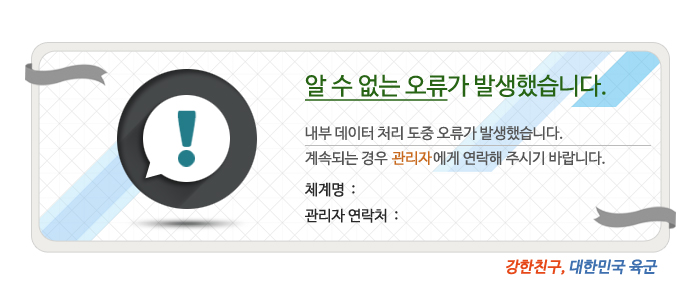 알 수 없는 오류가 발생했습니다.
내부 데이터 처리 도중 오류가 발생했습니다.
계속되는 경우 관리자에게 연락해 주시기 바랍니다.
체계명 :
관리자 연락처 :
강한친구, 대한민국 육군